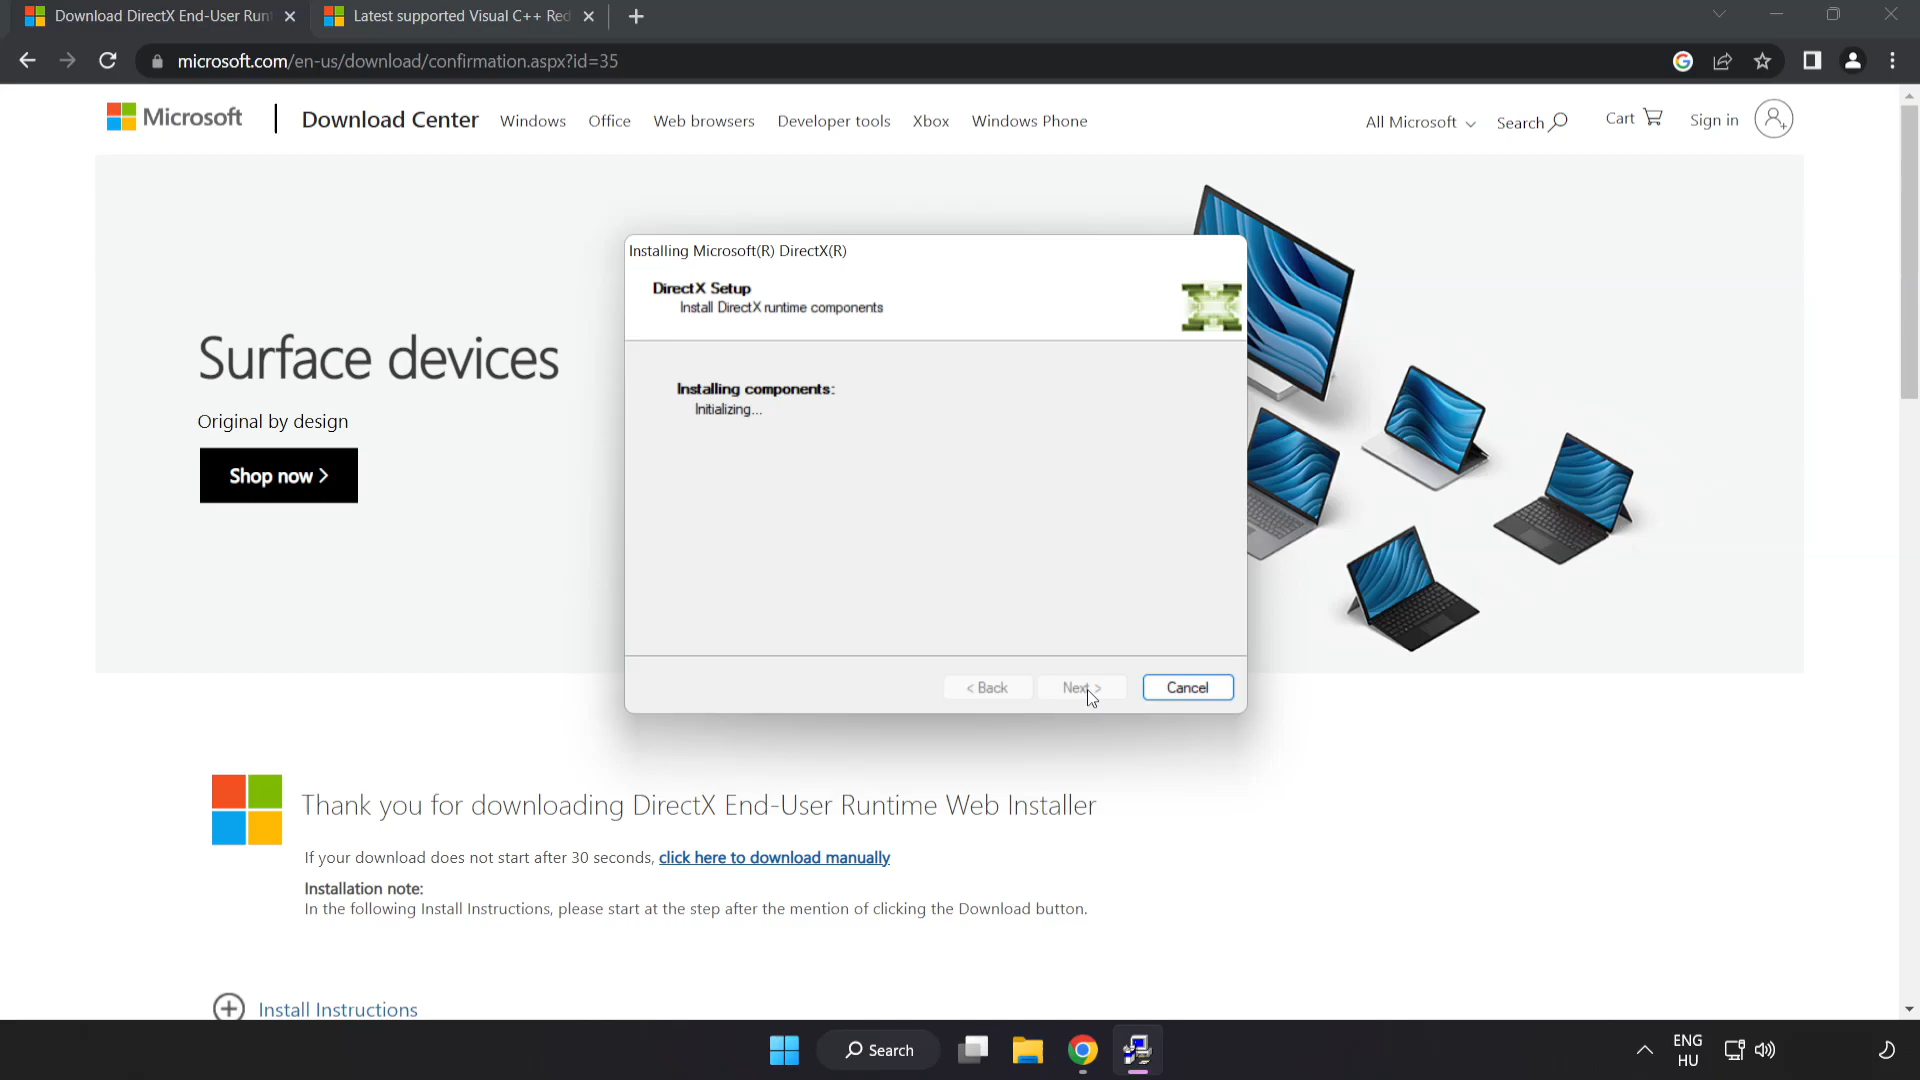 Download DirectX End-User Run
Latest supported Visual C++ Red
microsoft.com/en-us/download/confirmation.aspx?id=35
Microsoft
Download Center
Windows
Office
Web browsers
Developer tools
Xbox
Windows Phone
All Microsoft
Search
Cart
Sign in
Installing Microsoft(R) DirectX(R)
DirectX Setup
Install DirectX runtime components
Installing components:
Initializing...
< Back
Next >
Cancel
Surface devices
Original by design
Shop now >
Thank you for downloading DirectX End-User Runtime Web Installer
If your download does not start after 30 seconds, click here to download manually
Installation note:
In the following Install Instructions, please start at the step after the mention of clicking the Download button.
Install Instructions
Search
ENG
HU